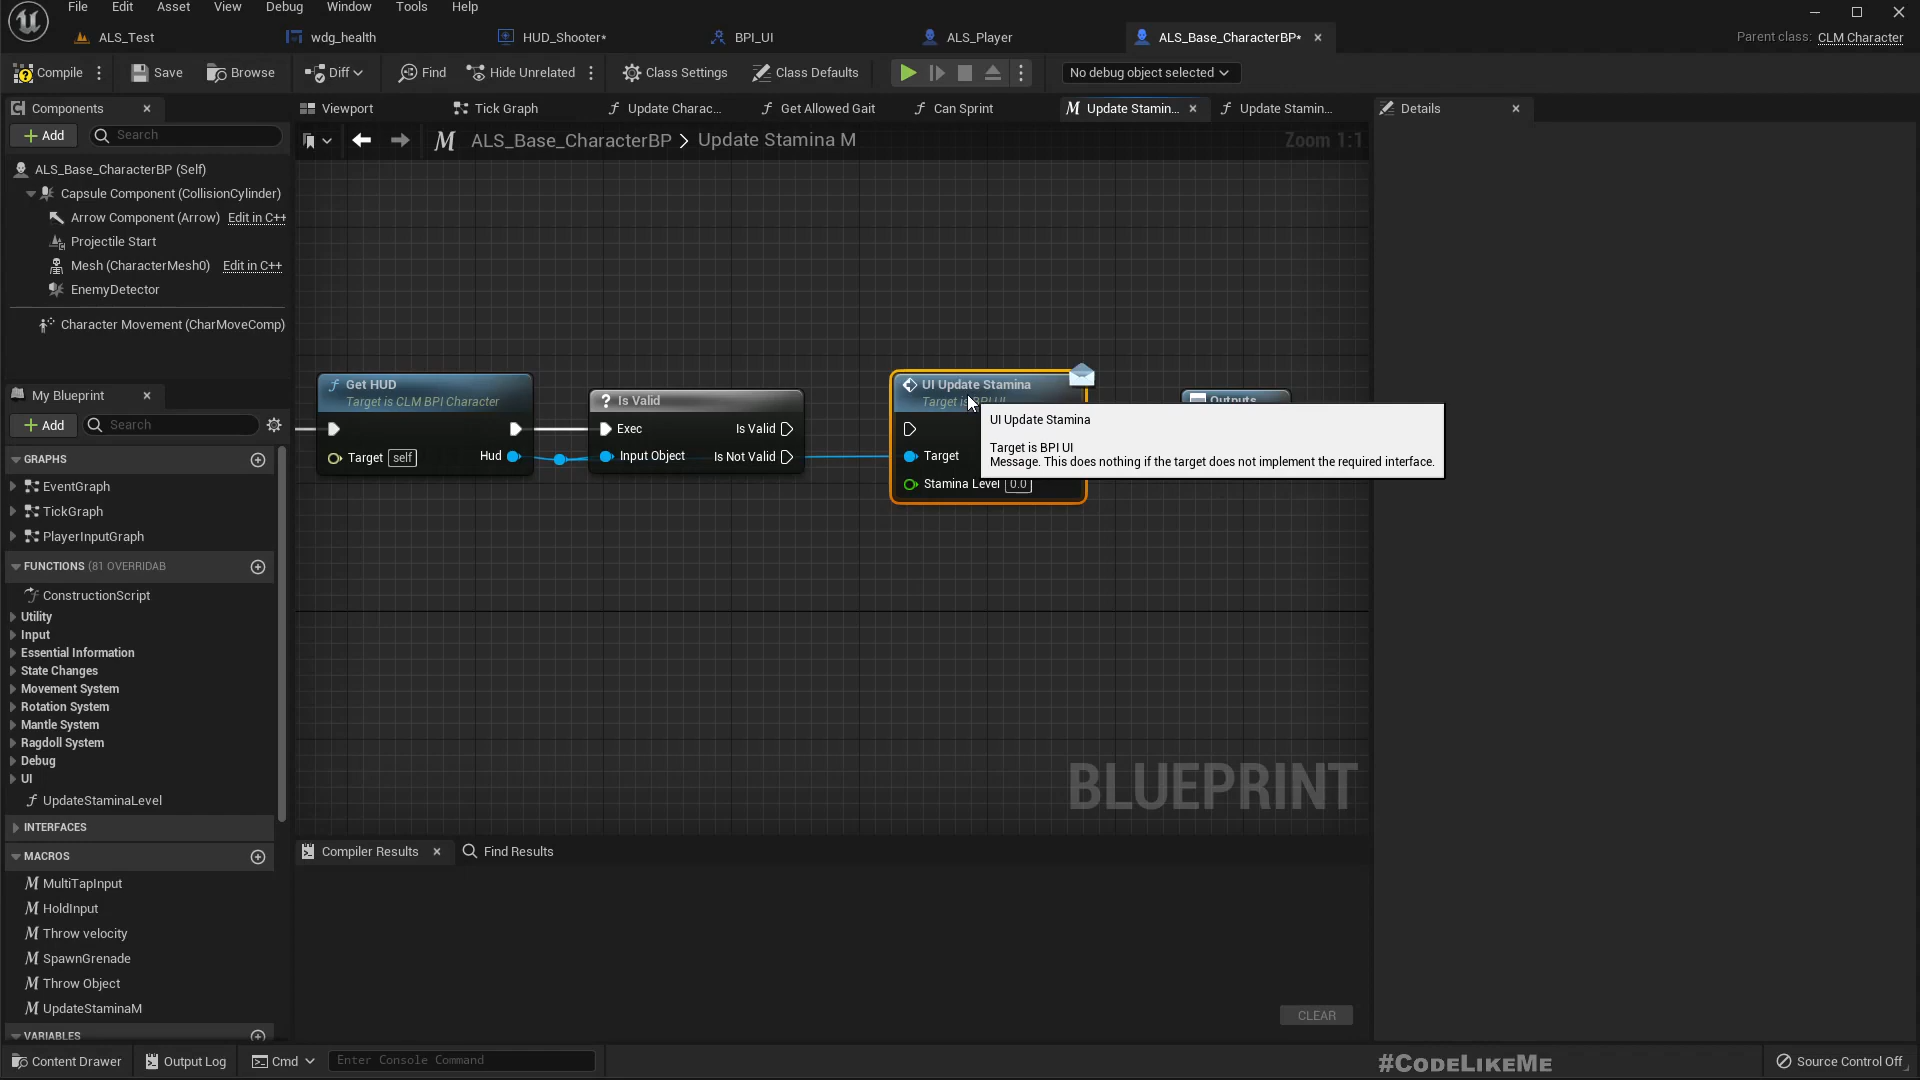 File Edit Asset View Debug Window Tools Help
ALS_Test wdg_health HUD_Shooter* BPI_UI ALS_Player ALS_Base_CharacterBP* Parent class: CLM Character
Compile Save Browse Diff Find Hide Unrelated Class Settings Class Defaults No debug object selected
Components Viewport Tick Graph Update Charac... Get Allowed Gait Can Sprint Update Stamin... Update Stamin... Details
Add Search
ALS_Base_CharacterBP Update Stamina M Zoom 1:1
ALS_Base_CharacterBP (Self)
Capsule Component (CollisionCylinder)
Arrow Component (Arrow) Edit in C++
Projectile Start
Mesh (CharacterMesh0) Edit in C++
EnemyDetector
Character Movement (CharMoveComp)
My Blueprint
Add Search
GRAPHS
EventGraph
TickGraph
PlayerInputGraph
FUNCTIONS (81 OVERRIDAB
ConstructionScript
Utility
Input
Essential Information
State Changes
Movement System
Rotation System
Mantle System
Ragdoll System
Debug
UI
UpdateStaminaLevel
INTERFACES
MACROS
MultiTapInput
HoldInput
Throw velocity
SpawnGrenade
Throw Object
UpdateStaminaM
VARIABLES
Get HUD
Target is CLM BPI Character
Target self Hud
Is Valid
Exec Is Valid
Input Object Is Not Valid
UI Update Stamina
Target is BPI UI
Target
Stamina Level 0.0
Outputs
UI Update Stamina
Target is BPI UI
Message. This does nothing if the target does not implement the required interface.
BLUEPRINT
Compiler Results Find Results
CLEAR
Content Drawer Output Log Cmd Enter Console Command #CodeLikeMe Source Control Off